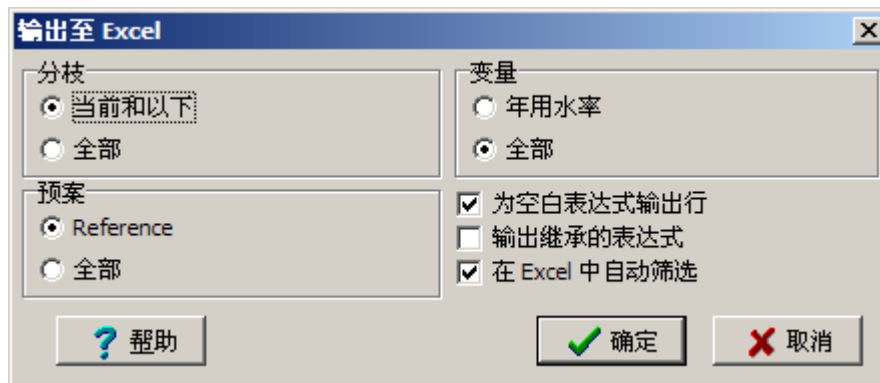 输出至 Excel
分枝
当前和以下
全部
变量
年用水率
全部
预案
Reference
全部
为空白表达式输出行
输出继承的表达式
在 Excel 中自动筛选
? 帮助
确定
取消